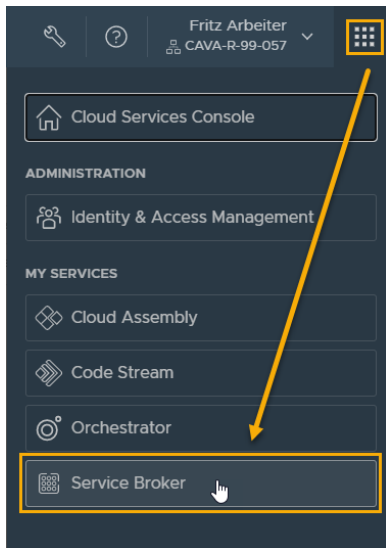 Fritz Arbeiter
CAVA-R-99-057
Cloud Services Console
ADMINISTRATION
Identity & Access Management
MY SERVICES
Cloud Assembly
Code Stream
Orchestrator
Service Broker